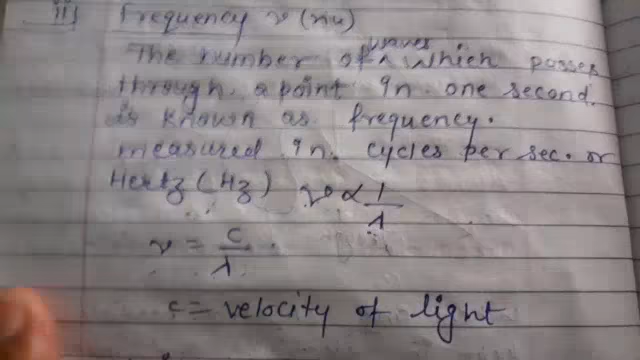 iii) Frequency ν (nu)
The number of waves which passes
through a point In one second.
is known as frequency.
measured In cycles per sec. or
Hertz (Hz) ν ∝ 1/λ
ν = c/λ
c = velocity of light